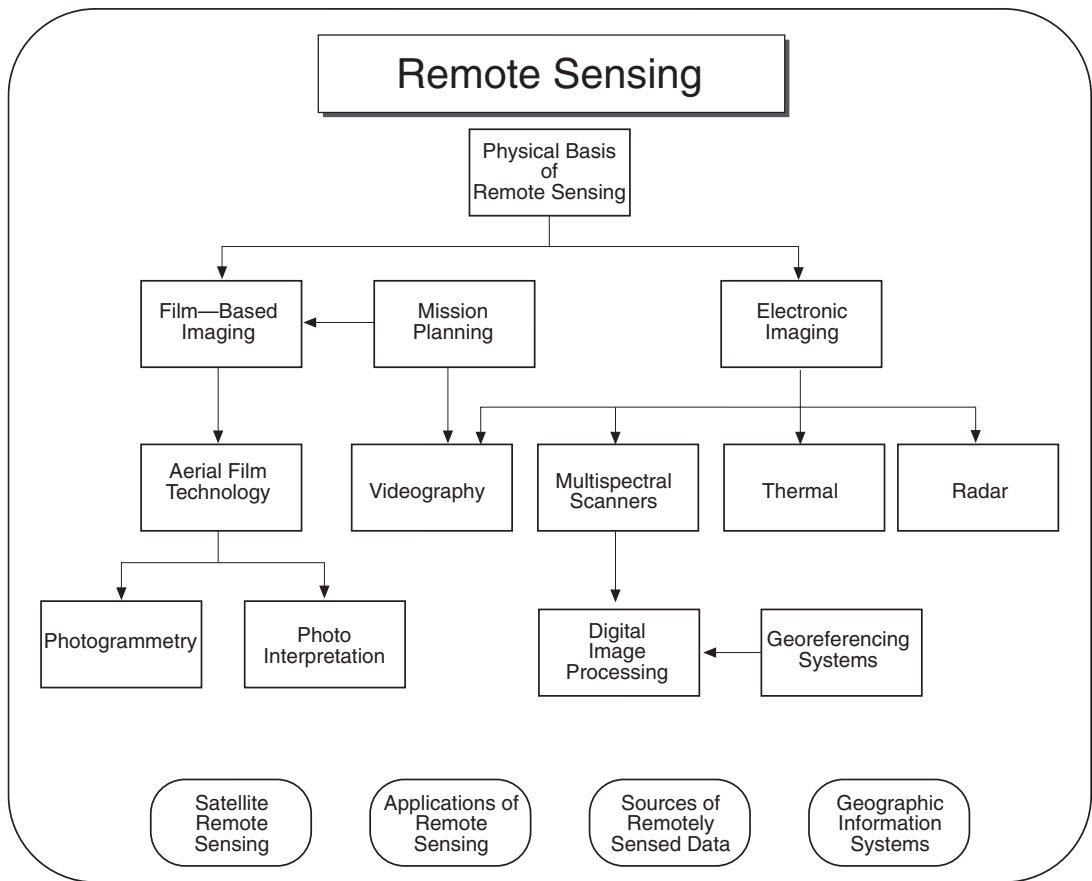 Remote Sensing
Physical Basis
of
Remote Sensing
Film—Based
Imaging
Mission
Planning
Electronic
Imaging
Aerial Film
Technology
Videography
Multispectral
Scanners
Thermal
Radar
Photogrammetry
Photo
Interpretation
Digital
Image
Processing
Georeferencing
Systems
Satellite
Remote
Sensing
Applications of
Remote
Sensing
Sources of
Remotely
Sensed Data
Geographic
Information
Systems